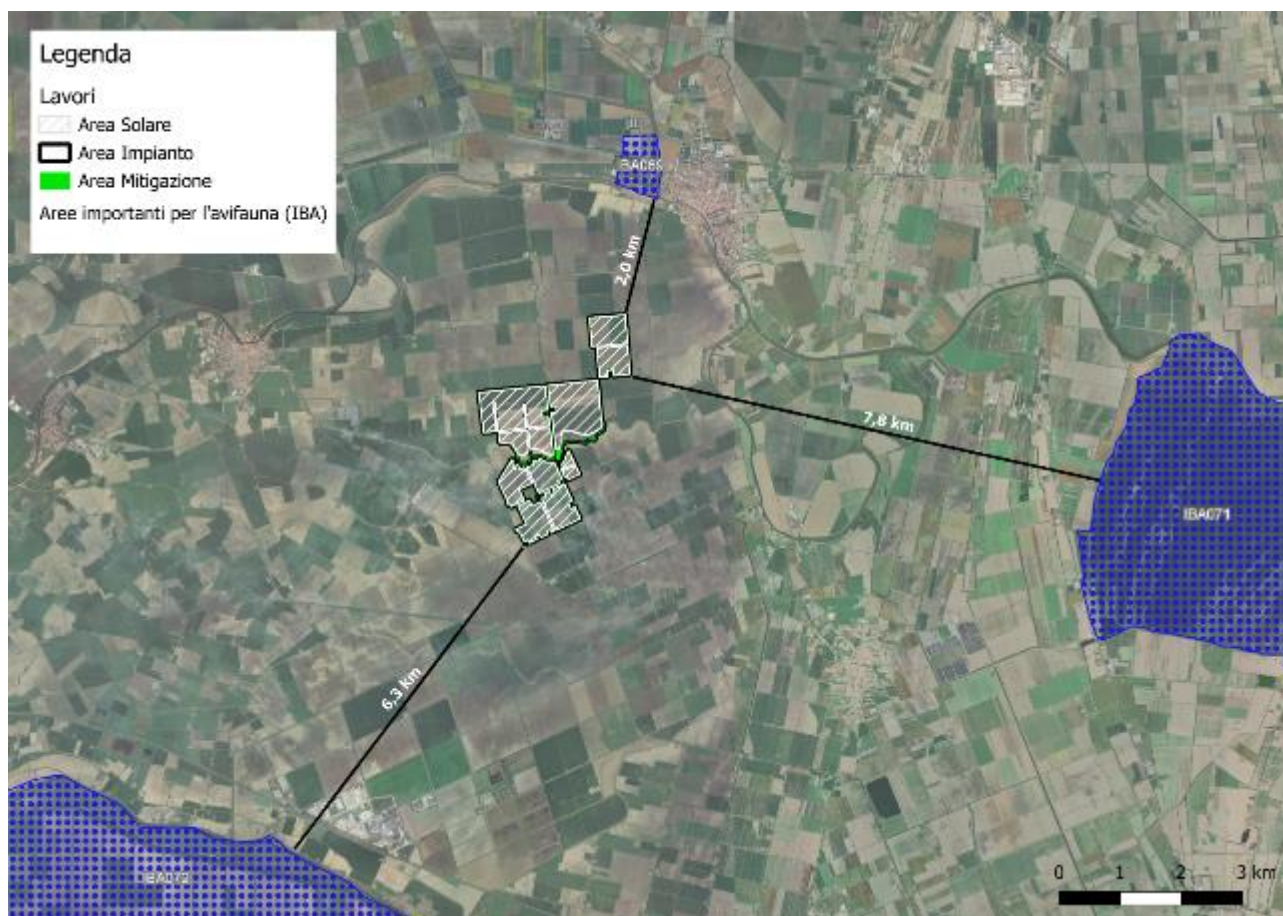 Legenda
Lavori
Area Solare
Area Impianto
Area Mitigazione
Aree importanti per l'avifauna (IBA)
2,0 km
7,8 km
IBA071
6,3 km
IBA072
0 1 2 3 km